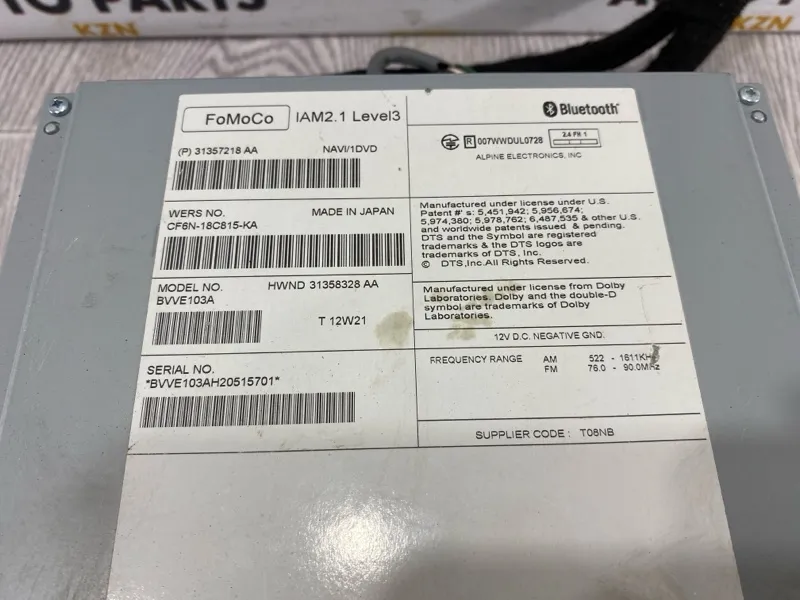 TO PARTS
KZN
KZN
FoMoCo
IAM2.1 Level3
(P) 31357218 AA
NAVI/1DVD
WERS NO.
MADE IN JAPAN
CF6N-18C815-KA
MODEL NO.
HWND 31358328 AA
BVVE103A
T 12W21
SERIAL NO.
*BVVE103AH20515701*
Bluetooth
R 007WWDUL0728
2.4 FH 1
ALPINE ELECTRONICS, INC
Manufactured under license under U.S.
Patent #' s: 5,451,942; 5,956,674;
5,974,380; 5,978,762; 6,487,535 & other U.S.
and worldwide patents issued & pending.
DTS and the Symbol are registered
trademarks & the DTS logos are
trademarks of DTS, Inc.
© DTS,Inc.All Rights Reserved.
Manufactured under license from Dolby
Laboratories. Dolby and the double-D
symbol are trademarks of Dolby
Laboratories.
12V D.C. NEGATIVE GND.
FREQUENCY RANGE AM 522 - 1611KHz
FM 76.0 - 90.0MHz
SUPPLIER CODE : T08NB